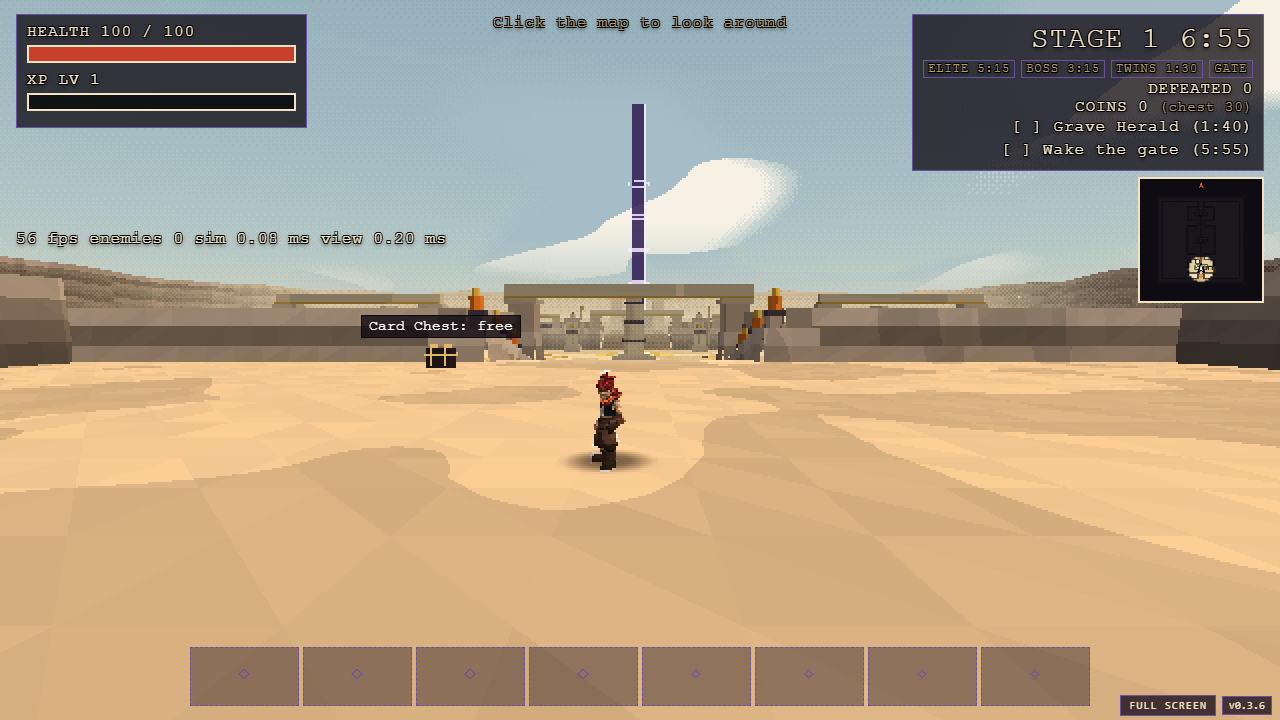 HEALTH 100 / 100
XP LV 1
Click the map to look around
STAGE 1 6:55
ELITE 5:15 BOSS 3:15 TWINS 1:30 GATE
DEFEATED 0
COINS 0 (chest 30)
[ ] Grave Herald (1:40)
[ ] Wake the gate (5:55)
56 fps enemies 0 sim 0.08 ms view 0.20 ms
Card Chest: free
FULL SCREEN
v0.3.6